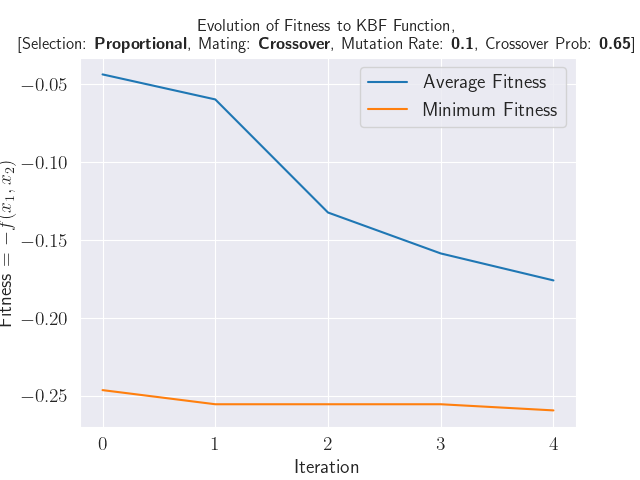 Evolution of Fitness to KBF Function,
[Selection: Proportional, Mating: Crossover, Mutation Rate: 0.1, Crossover Prob: 0.65]
Average Fitness
Minimum Fitness
Fitness = −f(x₁, x₂)
−0.05
−0.10
−0.15
−0.20
−0.25
0 1 2 3 4
Iteration